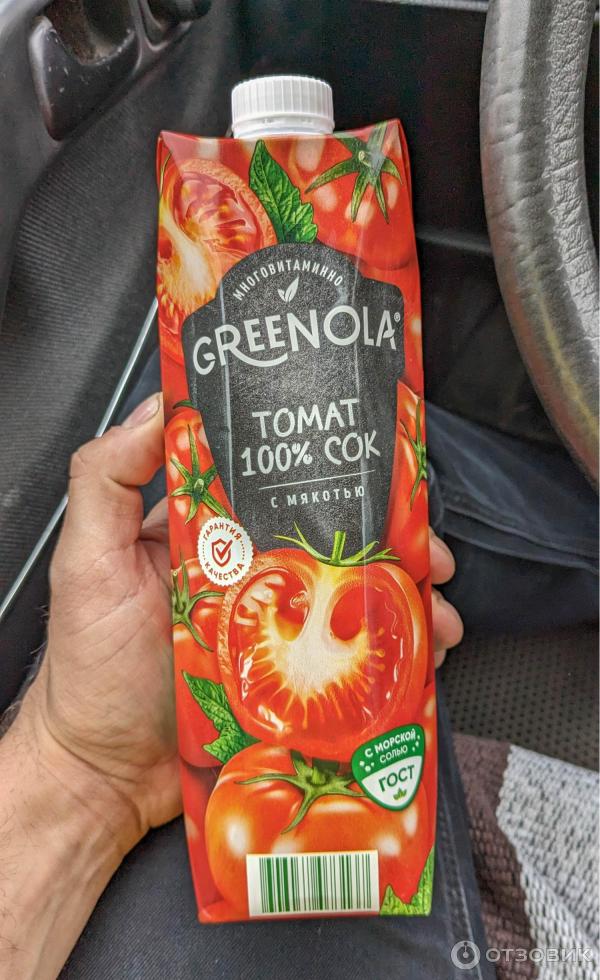 МНОГОВИТАМИННО
GREENOLA®
ТОМАТ
100% СОК
С МЯКОТЬЮ
ГАРАНТИЯ
КАЧЕСТВА
С МОРСКОЙ
СОЛЬЮ
ГОСТ
ОТЗОВИК